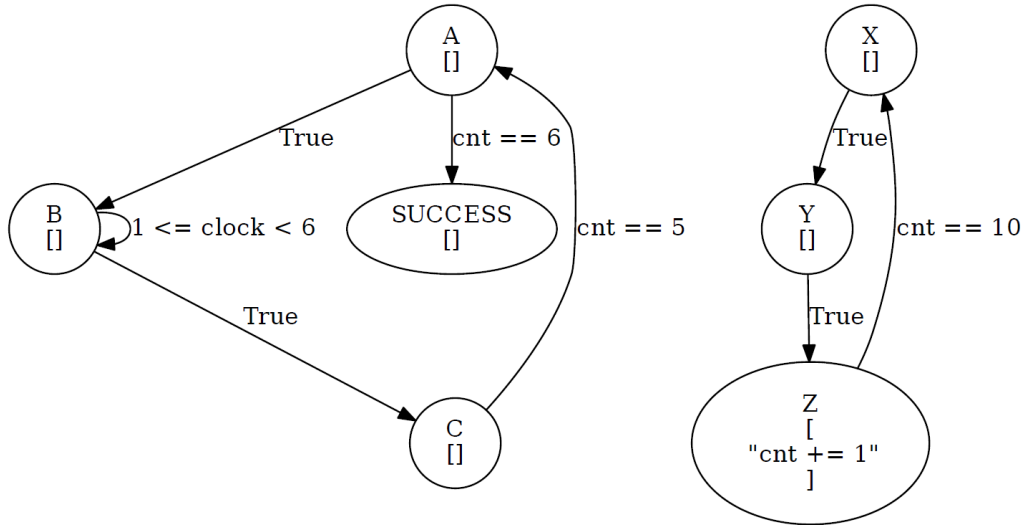 A
[]
X
[]
True
cnt == 6
True
B
[]
1 <= clock < 6
SUCCESS
[]
cnt == 5
Y
[]
cnt == 10
True
True
C
[]
Z
[
"cnt += 1"
]